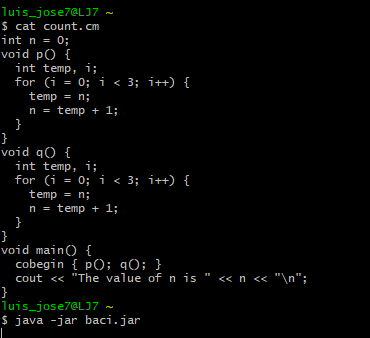 luis_jose7@LJ7 ~
$ cat count.cm
int n = 0;
void p() {
  int temp, i;
  for (i = 0; i < 3; i++) {
    temp = n;
    n = temp + 1;
  }
}
void q() {
  int temp, i;
  for (i = 0; i < 3; i++) {
    temp = n;
    n = temp + 1;
  }
}
void main() {
  cobegin { p(); q(); }
  cout << "The value of n is " << n << "\n";
}
luis_jose7@LJ7 ~
$ java -jar baci.jar